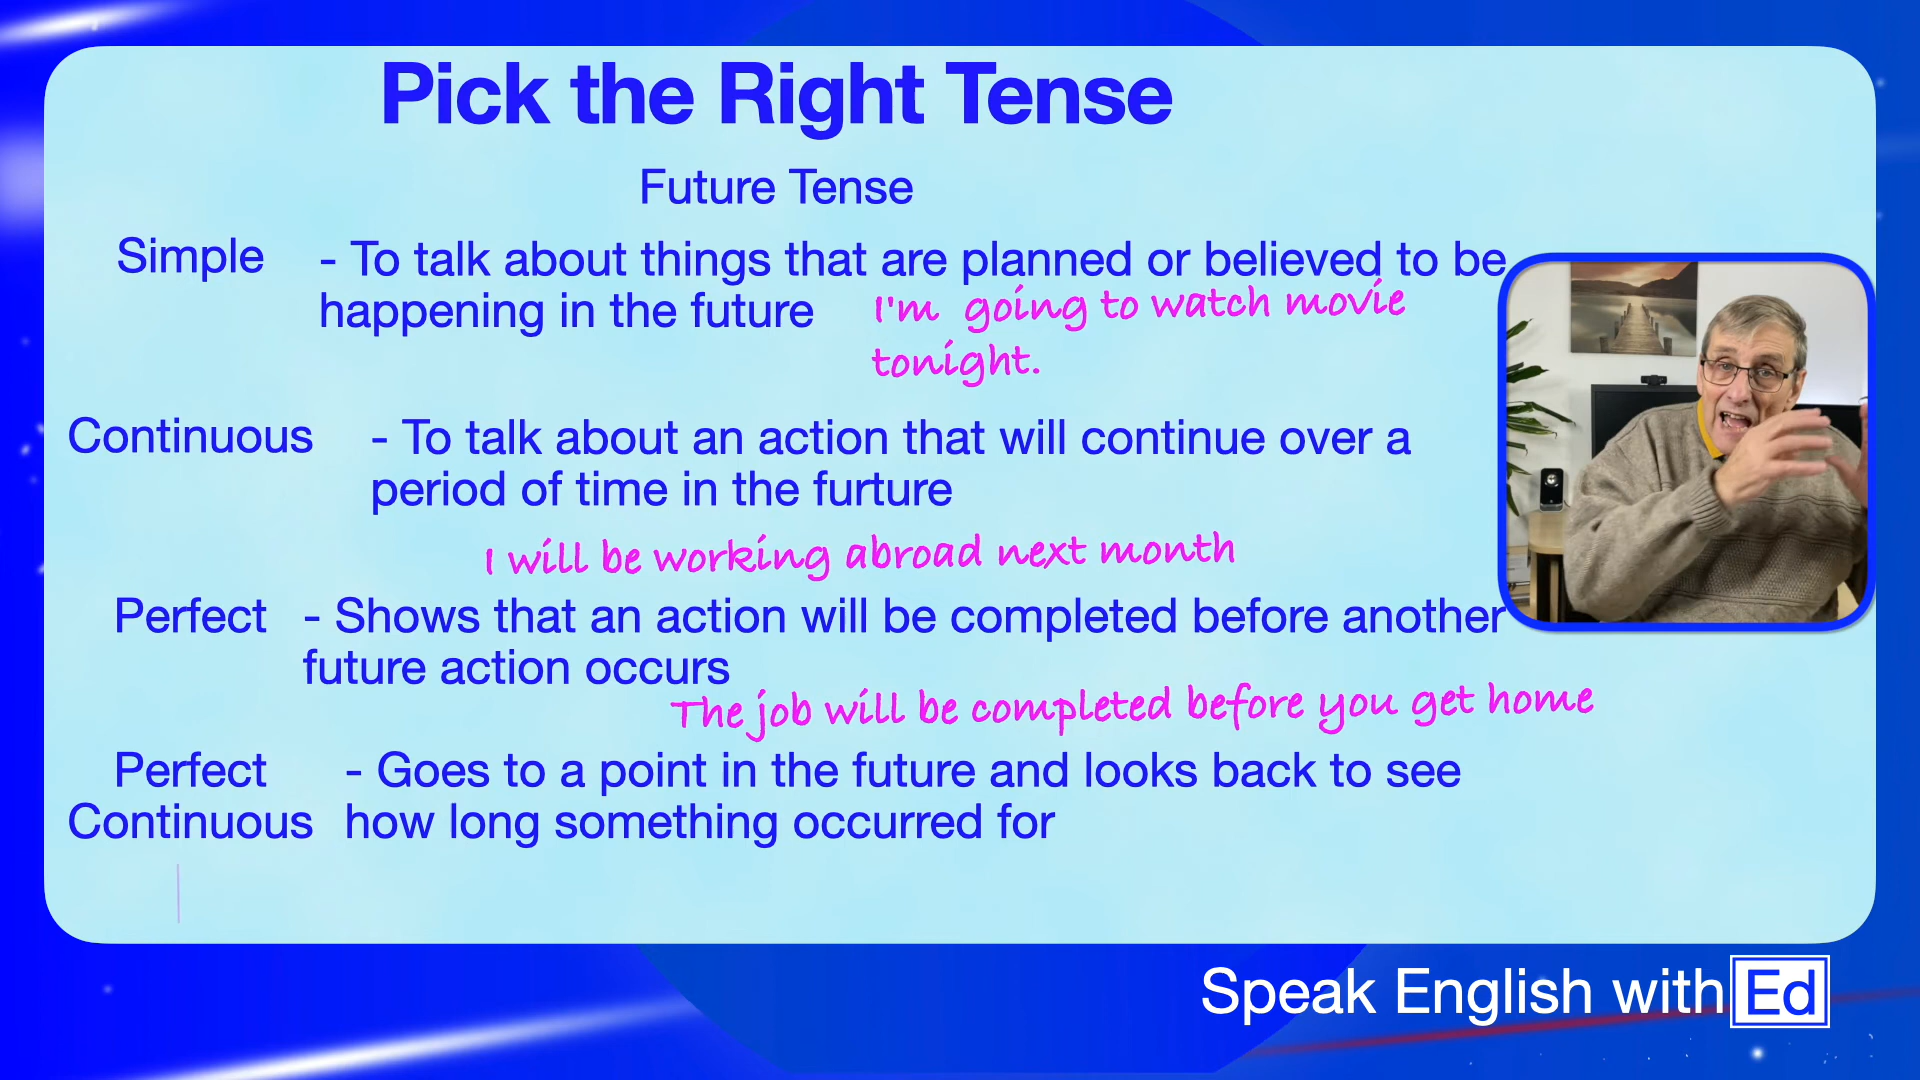 Pick the Right Tense
Future Tense
Simple - To talk about things that are planned or believed to be
happening in the future
I'm going to watch movie
tonight.
Continuous - To talk about an action that will continue over a
period of time in the furture
I will be working abroad next month
Perfect - Shows that an action will be completed before another
future action occurs
The job will be completed before you get home
Perfect - Goes to a point in the future and looks back to see
Continuous how long something occurred for
Speak English with Ed